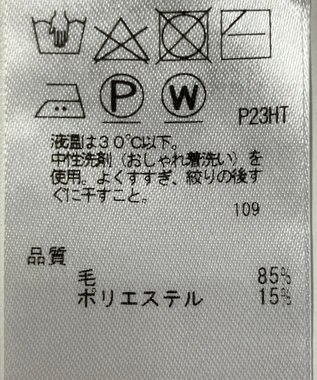 P W P23HT
液温は30℃以下。
中性洗剤（おしゃれ着洗い）を
使用。よくすすぎ、絞りの後す
ぐに干すこと。
109
品質
毛 85%
ポリエステル 15%